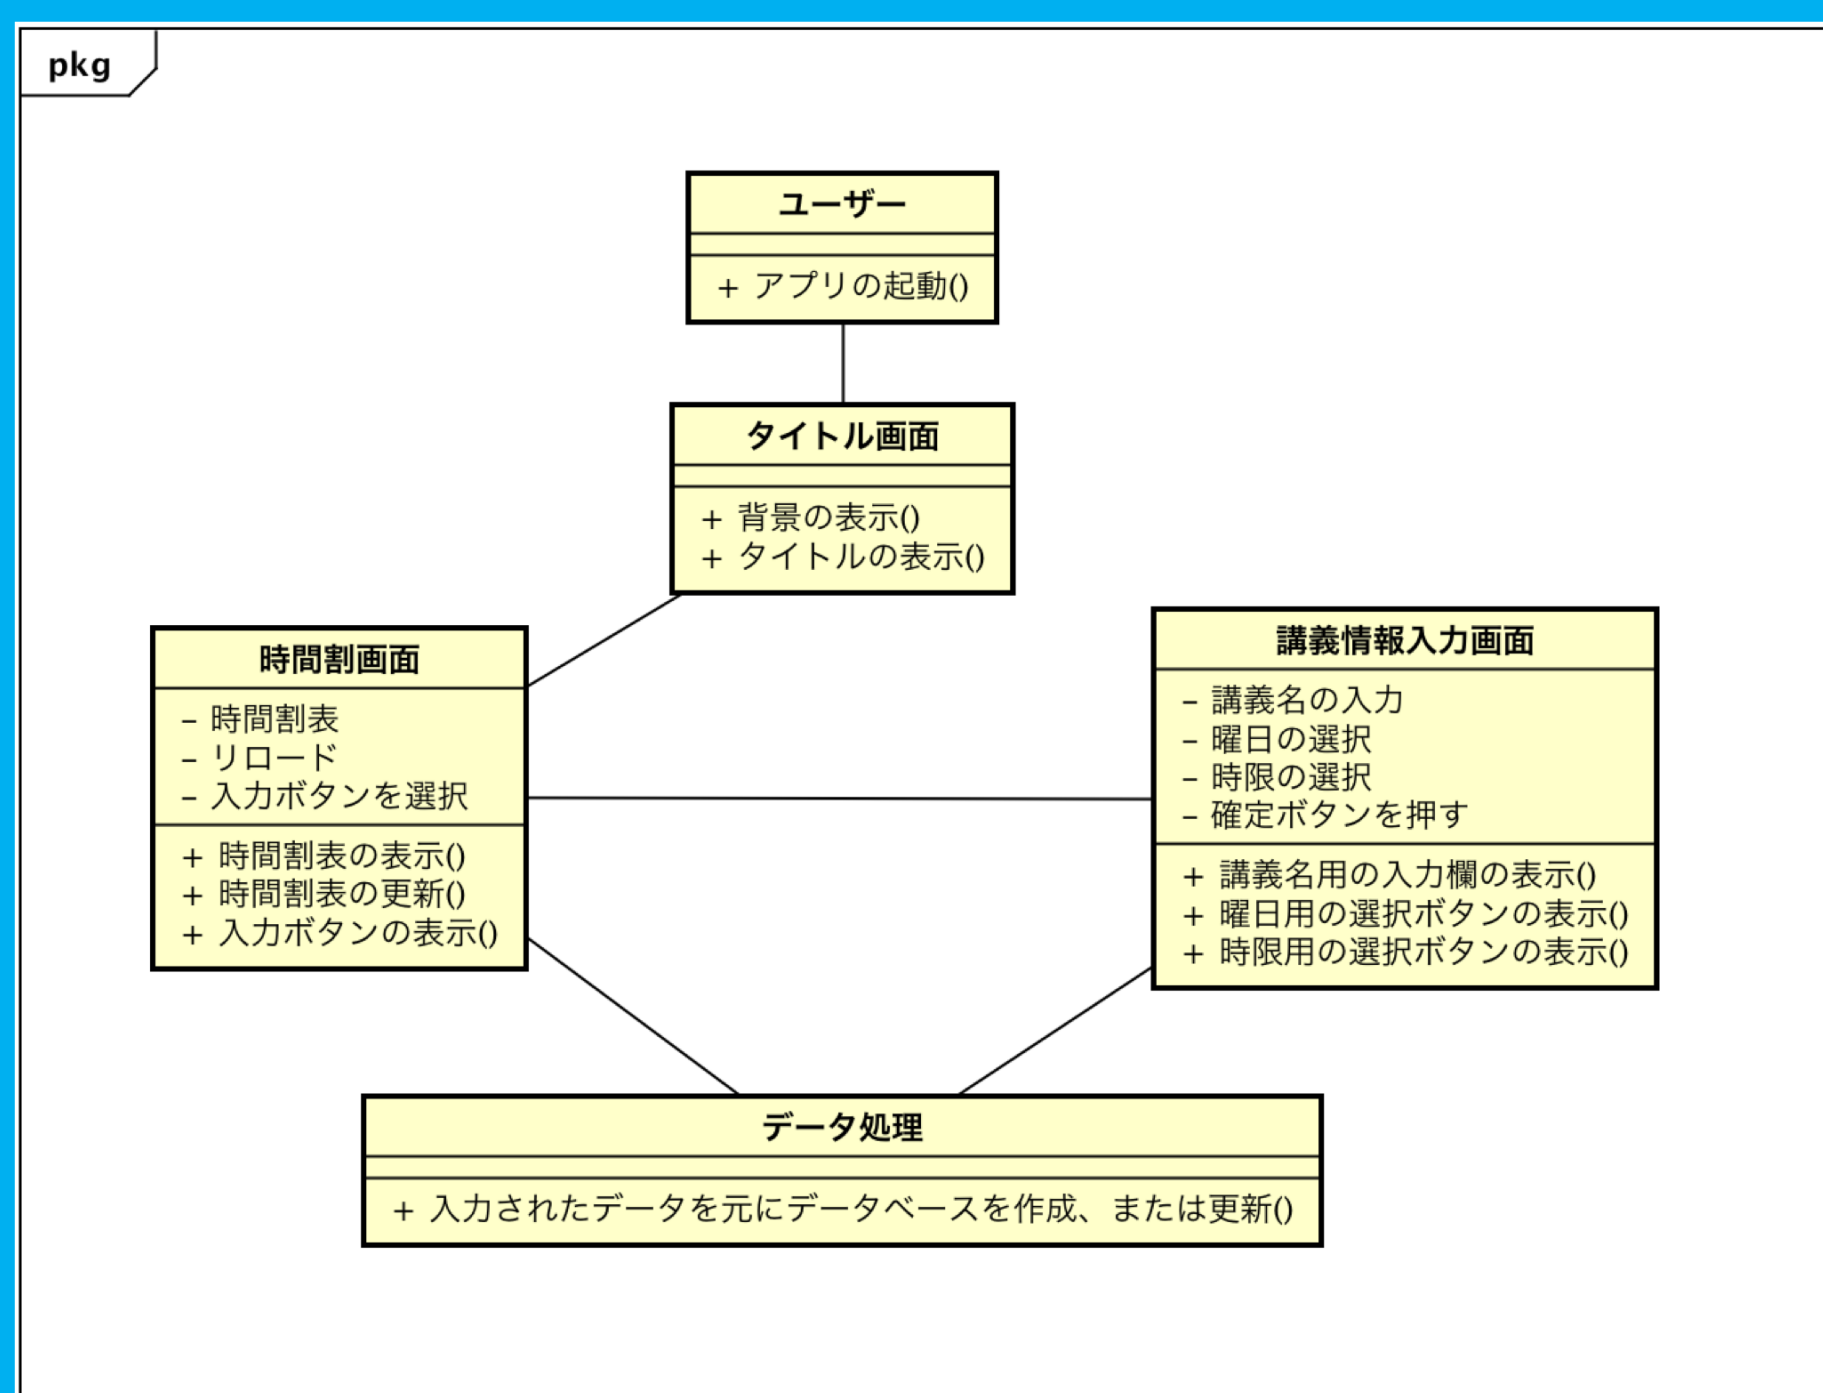 pkg
ユーザー
+ アプリの起動()
タイトル画面
+ 背景の表示()
+ タイトルの表示()
時間割画面
– 時間割表
– リロード
– 入力ボタンを選択
+ 時間割表の表示()
+ 時間割表の更新()
+ 入力ボタンの表示()
講義情報入力画面
– 講義名の入力
– 曜日の選択
– 時限の選択
– 確定ボタンを押す
+ 講義名用の入力欄の表示()
+ 曜日用の選択ボタンの表示()
+ 時限用の選択ボタンの表示()
データ処理
+ 入力されたデータを元にデータベースを作成、または更新()